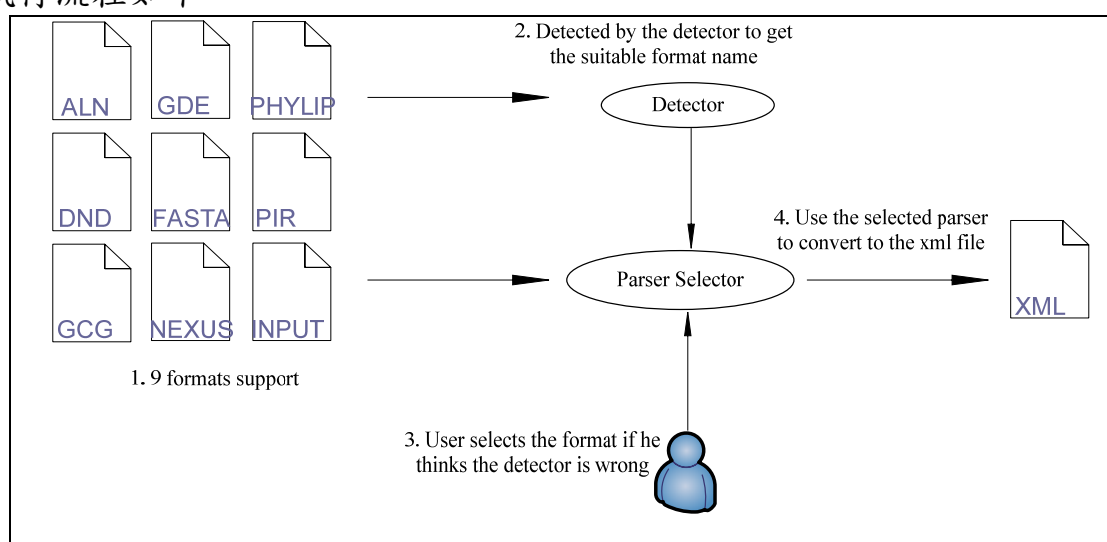 2. Detected by the detector to get
the suitable format name
ALN GDE PHYLIP
Detector
DND FASTA PIR
4. Use the selected parser
to convert to the xml file
Parser Selector
XML
GCG NEXUS INPUT
1. 9 formats support
3. User selects the format if he
thinks the detector is wrong